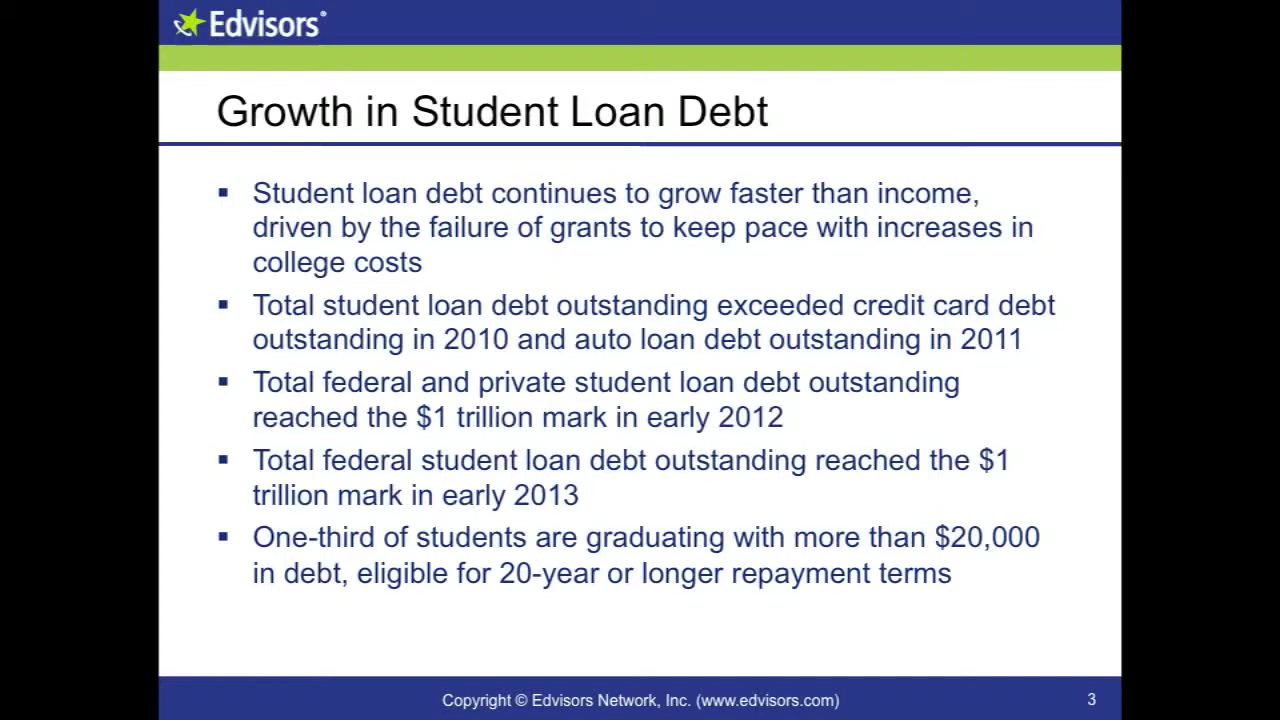 Edvisors®
Growth in Student Loan Debt
▪ Student loan debt continues to grow faster than income,
driven by the failure of grants to keep pace with increases in
college costs
▪ Total student loan debt outstanding exceeded credit card debt
outstanding in 2010 and auto loan debt outstanding in 2011
▪ Total federal and private student loan debt outstanding
reached the $1 trillion mark in early 2012
▪ Total federal student loan debt outstanding reached the $1
trillion mark in early 2013
▪ One-third of students are graduating with more than $20,000
in debt, eligible for 20-year or longer repayment terms
Copyright © Edvisors Network, Inc. (www.edvisors.com)
3